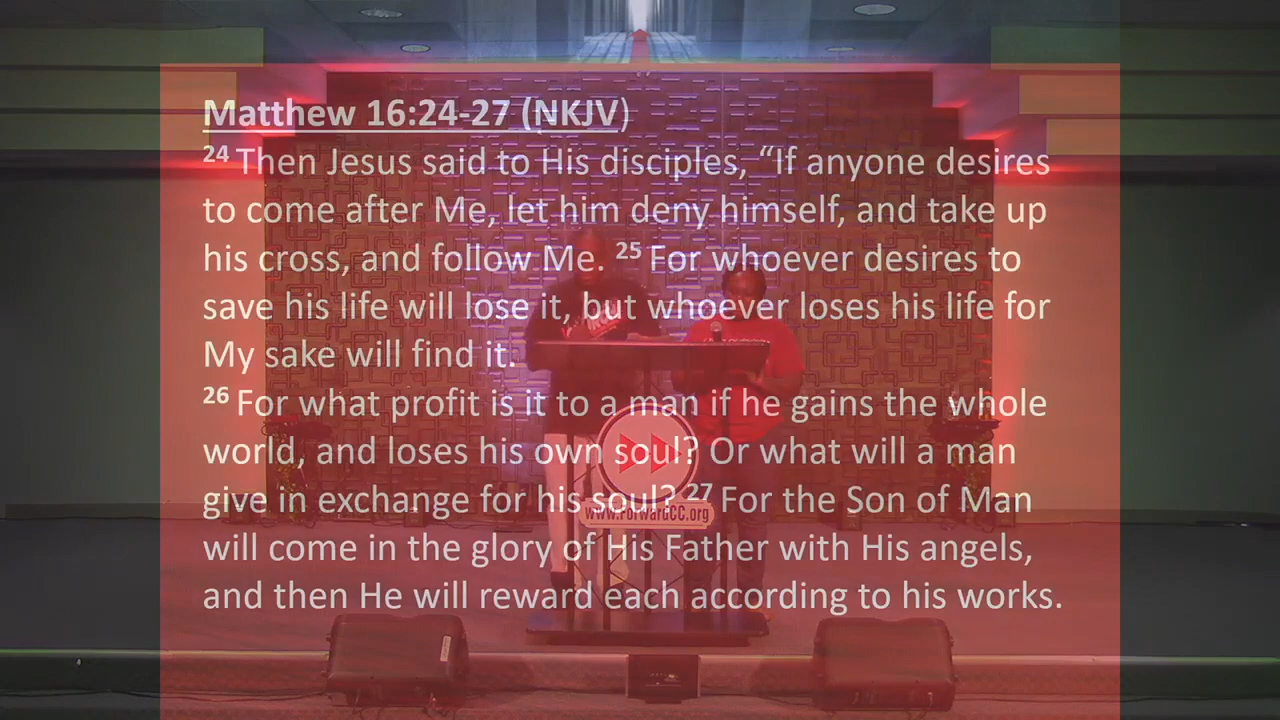 Matthew 16:24-27 (NKJV)
24 Then Jesus said to His disciples, “If anyone desires
to come after Me, let him deny himself, and take up
his cross, and follow Me. 25 For whoever desires to
save his life will lose it, but whoever loses his life for
My sake will find it.
26 For what profit is it to a man if he gains the whole
world, and loses his own soul? Or what will a man
give in exchange for his soul? 27 For the Son of Man
will come in the glory of His Father with His angels,
and then He will reward each according to his works.
www.ForwardCC.org